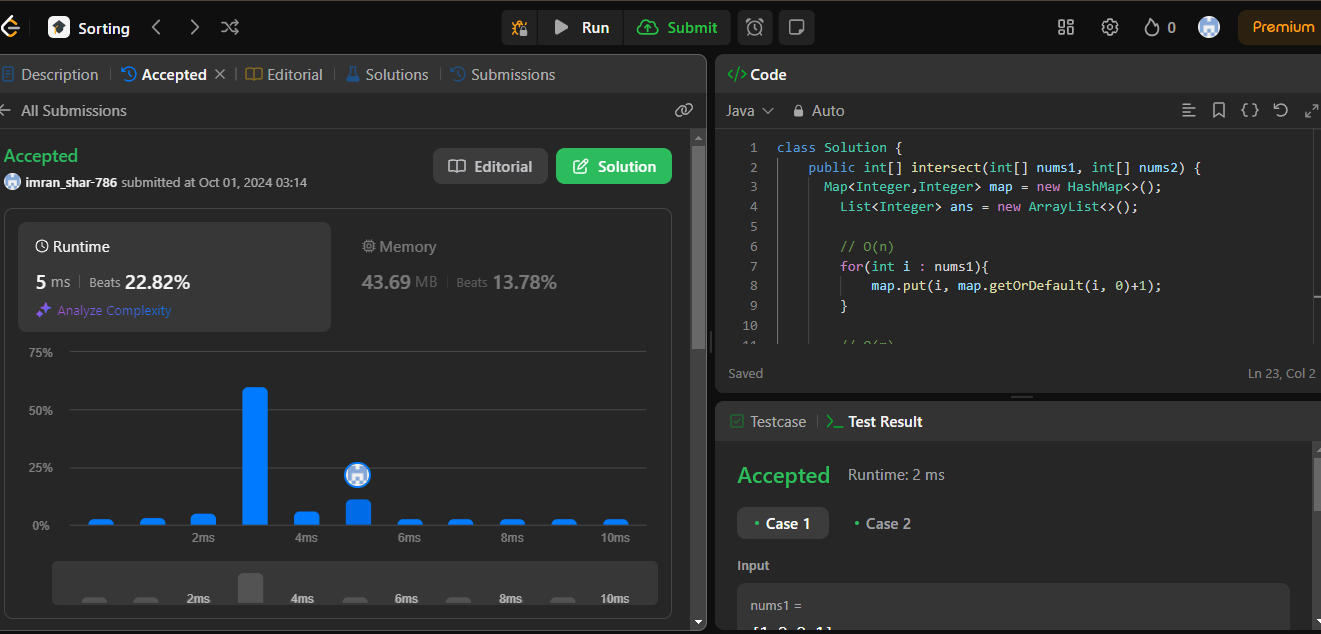 Sorting
Run
Submit
0
Premium
Description
Accepted
Editorial
Solutions
Submissions
All Submissions
Accepted
imran_shar-786 submitted at Oct 01, 2024 03:14
Editorial
Solution
Runtime
5 ms Beats 22.82%
Analyze Complexity
Memory
43.69 MB Beats 13.78%
75%
50%
25%
0%
2ms 4ms 6ms 8ms 10ms
2ms 4ms 6ms 8ms 10ms
</> Code
Java Auto
1 class Solution {
2 public int[] intersect(int[] nums1, int[] nums2) {
3 Map<Integer,Integer> map = new HashMap<>();
4 List<Integer> ans = new ArrayList<>();
5
6 // O(n)
7 for(int i : nums1){
8 map.put(i, map.getOrDefault(i, 0)+1);
9 }
10
Saved Ln 23, Col 2
Testcase
Test Result
Accepted Runtime: 2 ms
Case 1
Case 2
Input
nums1 =